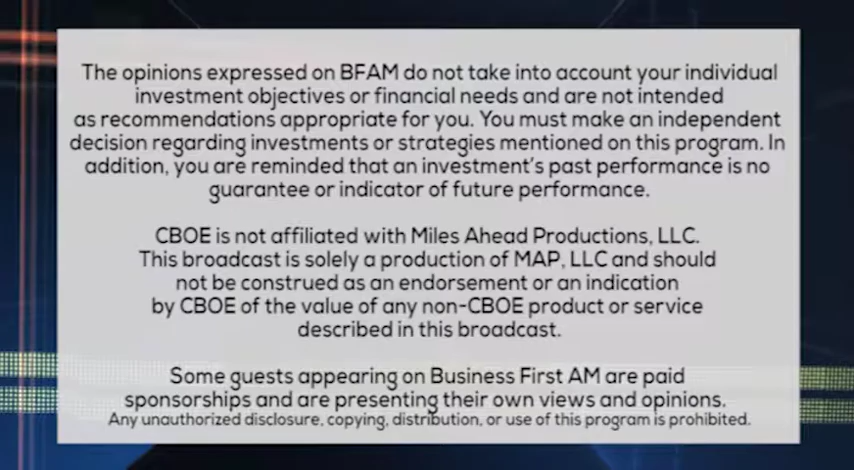 The opinions expressed on BFAM do not take into account your individual
investment objectives or financial needs and are not intended
as recommendations appropriate for you. You must make an independent
decision regarding investments or strategies mentioned on this program. In
addition, you are reminded that an investment's past performance is no
guarantee or indicator of future performance.
CBOE is not affiliated with Miles Ahead Productions, LLC.
This broadcast is solely a production of MAP, LLC and should
not be construed as an endorsement or an indication
by CBOE of the value of any non-CBOE product or service
described in this broadcast.
Some guests appearing on Business First AM are paid
sponsorships and are presenting their own views and opinions.
Any unauthorized disclosure, copying, distribution, or use of this program is prohibited.